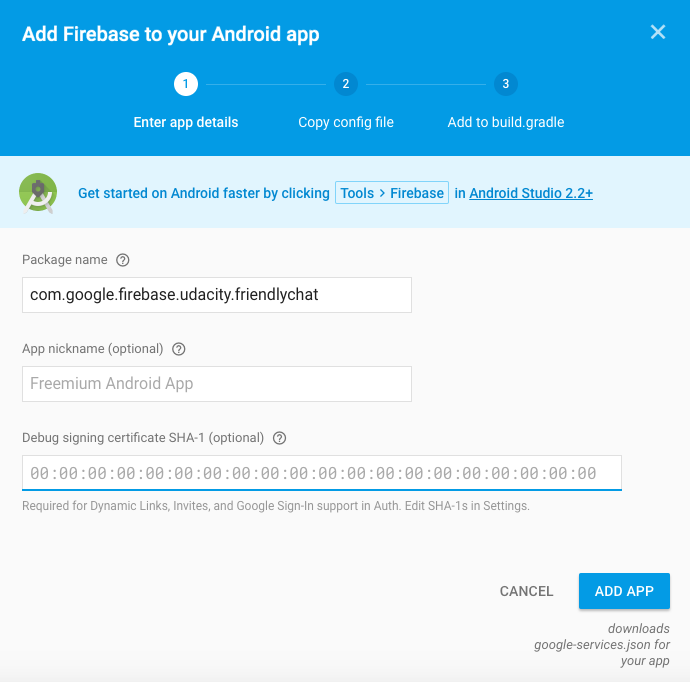 Add Firebase to your Android app
1
2
3
Enter app details
Copy config file
Add to build.gradle
Get started on Android faster by clicking Tools > Firebase in Android Studio 2.2+
Package name ?
com.google.firebase.udacity.friendlychat
App nickname (optional) ?
Freemium Android App
Debug signing certificate SHA-1 (optional) ?
00:00:00:00:00:00:00:00:00:00:00:00:00:00:00:00:00:00:00:00
Required for Dynamic Links, Invites, and Google Sign-In support in Auth. Edit SHA-1s in Settings.
CANCEL
ADD APP
downloads
google-services.json for
your app